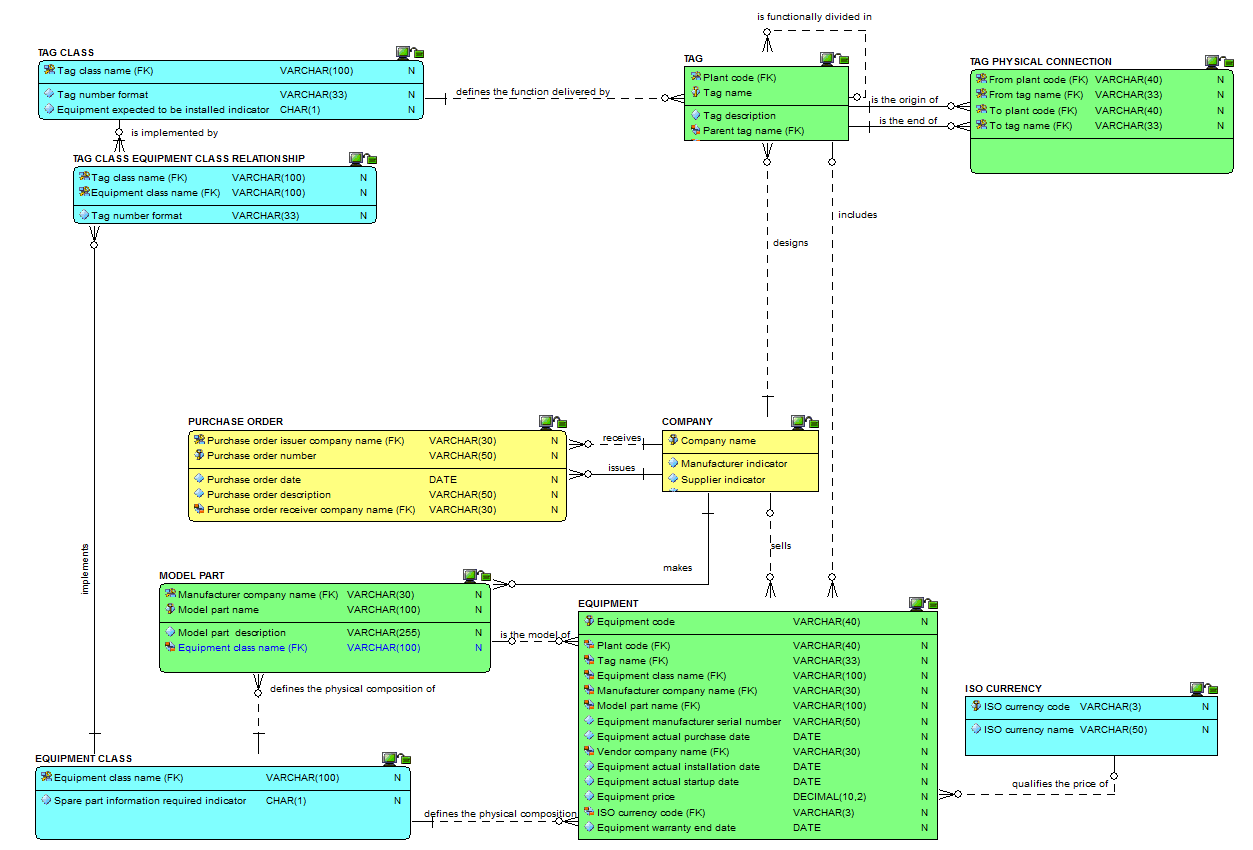 is functionally divided in
TAG CLASS
Tag class name (FK) VARCHAR(100) N
Tag number format VARCHAR(33) N
Equipment expected to be installed indicator CHAR(1) N
defines the function delivered by
TAG
Plant code (FK)
Tag name
Tag description
Parent tag name (FK)
is the origin of
is the end of
TAG PHYSICAL CONNECTION
From plant code (FK) VARCHAR(40) N
From tag name (FK) VARCHAR(33) N
To plant code (FK) VARCHAR(40) N
To tag name (FK) VARCHAR(33) N
is implemented by
TAG CLASS EQUIPMENT CLASS RELATIONSHIP
Tag class name (FK) VARCHAR(100) N
Equipment class name (FK) VARCHAR(100) N
Tag number format VARCHAR(33) N
includes
designs
PURCHASE ORDER
Purchase order issuer company name (FK) VARCHAR(30) N
Purchase order number VARCHAR(50) N
Purchase order date DATE N
Purchase order description VARCHAR(50) N
Purchase order receiver company name (FK) VARCHAR(30) N
receives
issues
COMPANY
Company name
Manufacturer indicator
Supplier indicator
sells
makes
implements
MODEL PART
Manufacturer company name (FK) VARCHAR(30) N
Model part name VARCHAR(100) N
Model part description VARCHAR(255) N
Equipment class name (FK) VARCHAR(100) N
is the model of
defines the physical composition of
EQUIPMENT
Equipment code VARCHAR(40) N
Plant code (FK) VARCHAR(40) N
Tag name (FK) VARCHAR(33) N
Equipment class name (FK) VARCHAR(100) N
Manufacturer company name (FK) VARCHAR(30) N
Model part name (FK) VARCHAR(100) N
Equipment manufacturer serial number VARCHAR(50) N
Equipment actual purchase date DATE N
Vendor company name (FK) VARCHAR(30) N
Equipment actual installation date DATE N
Equipment actual startup date DATE N
Equipment price DECIMAL(10,2) N
ISO currency code (FK) VARCHAR(3) N
Equipment warranty end date DATE N
ISO CURRENCY
ISO currency code VARCHAR(3) N
ISO currency name VARCHAR(50) N
qualifies the price of
EQUIPMENT CLASS
Equipment class name (FK) VARCHAR(100) N
Spare part information required indicator CHAR(1) N
defines the physical composition